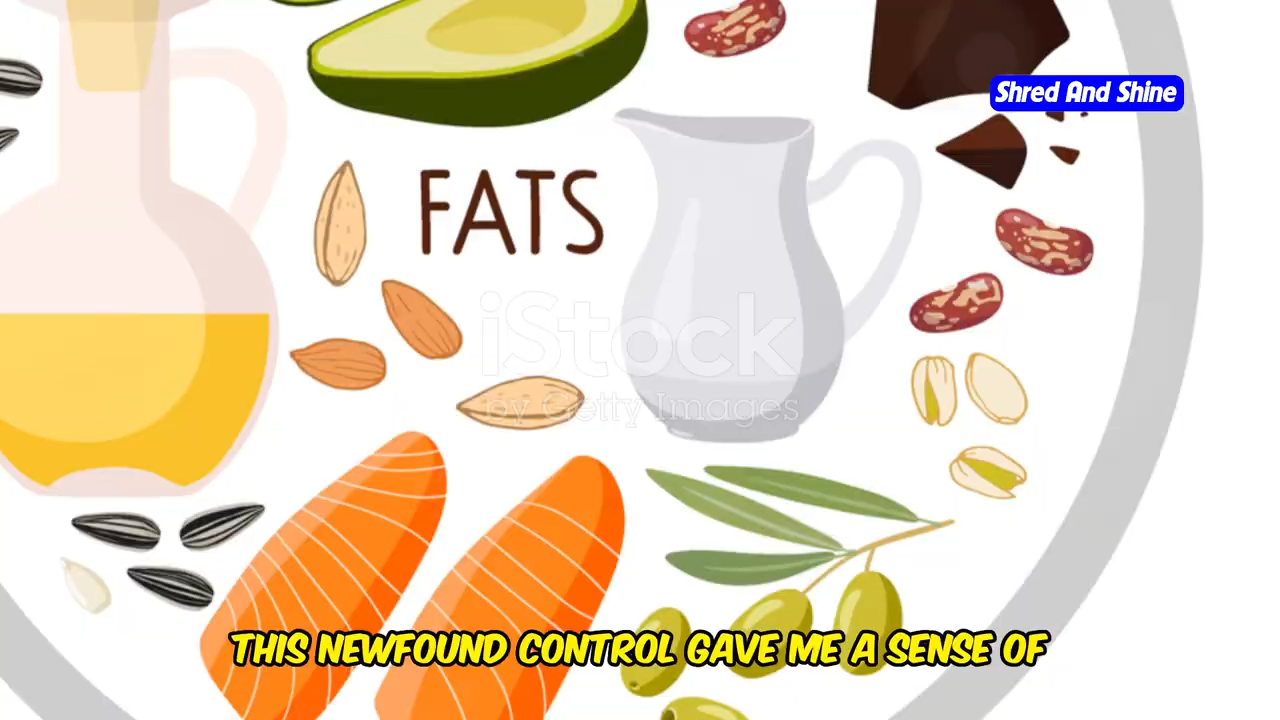 Shred And Shine
FATS
iStock
by Getty Images
THIS NEWFOUND CONTROL GAVE ME A SENSE OF